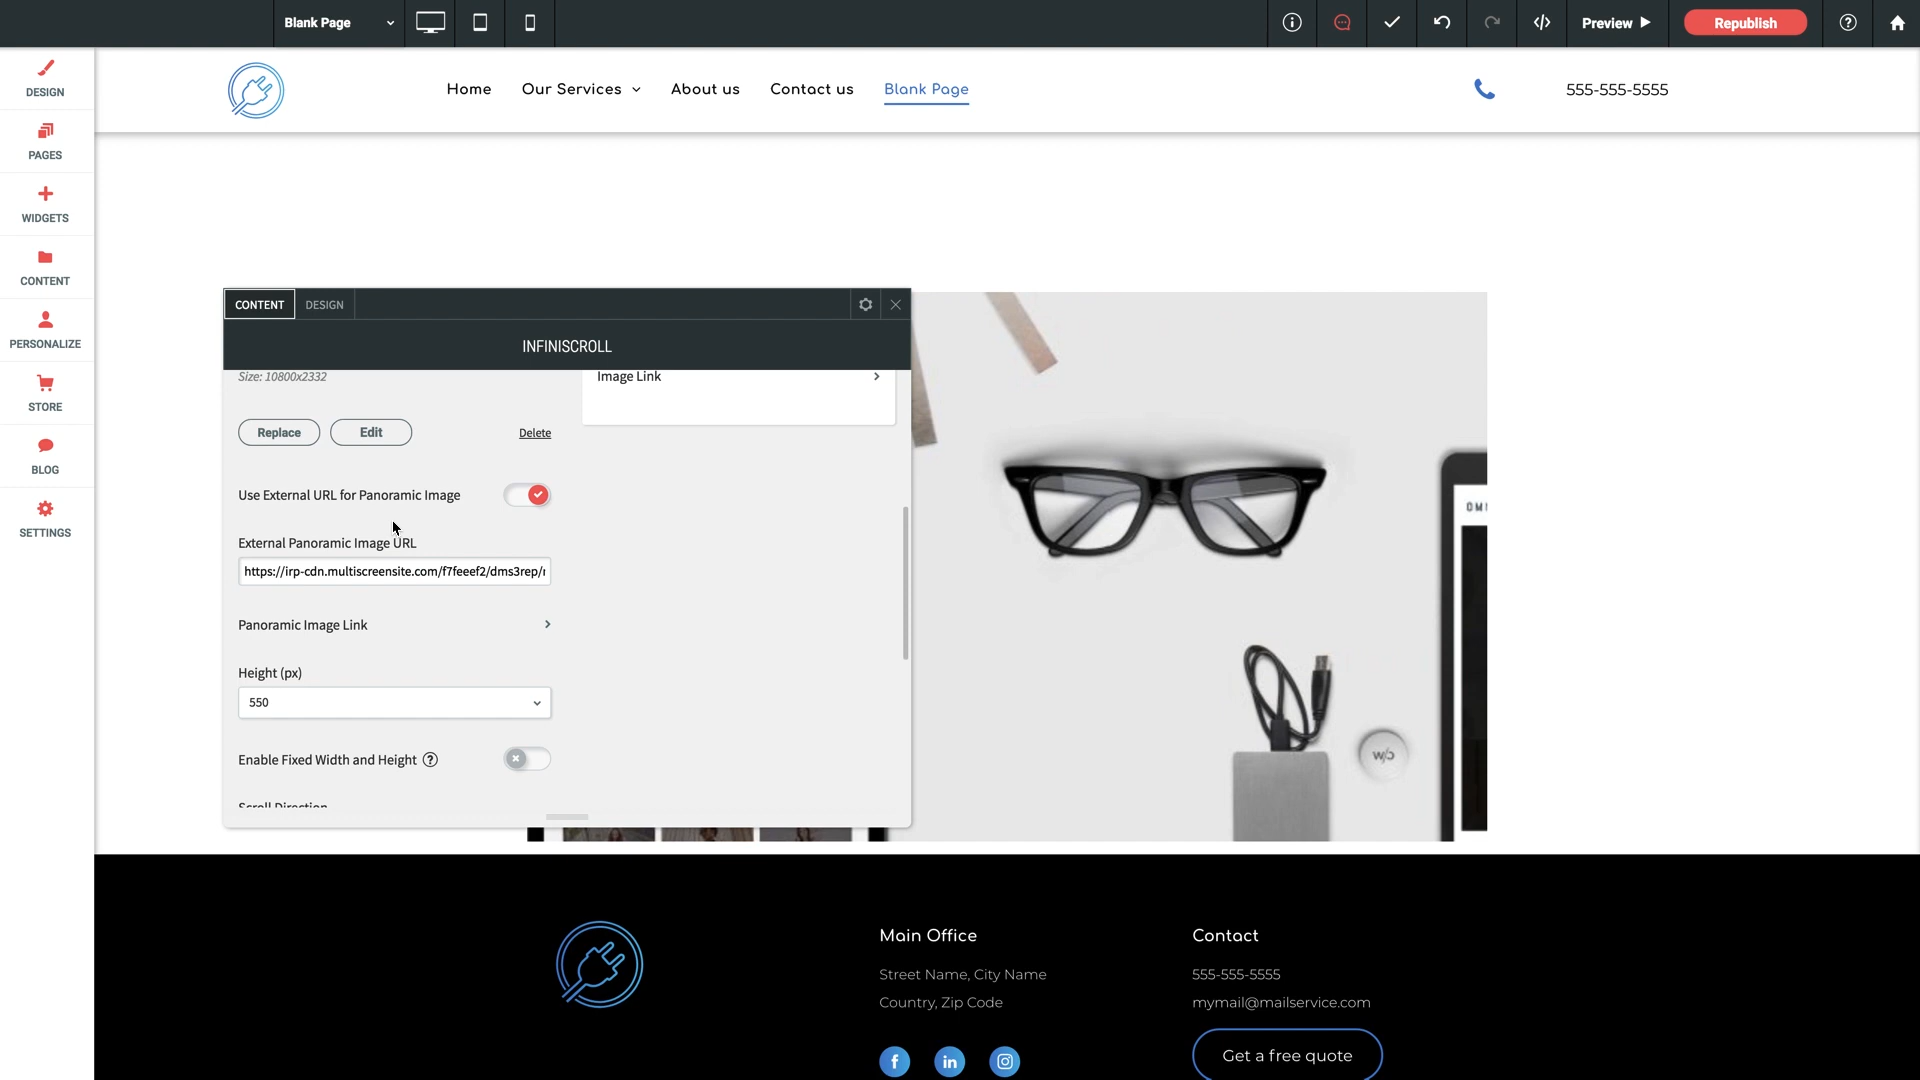 Blank Page
Preview
Republish
DESIGN
PAGES
WIDGETS
CONTENT
PERSONALIZE
STORE
BLOG
SETTINGS
Home
Our Services
About us
Contact us
Blank Page
555-555-5555
CONTENT
DESIGN
INFINISCROLL
Size: 10800x2332
Image Link
Replace
Edit
Delete
Use External URL for Panoramic Image
External Panoramic Image URL
https://irp-cdn.multiscreensite.com/f7feeef2/dms3rep/
Panoramic Image Link
Height (px)
550
Enable Fixed Width and Height
Scroll Direction
w/c
Main Office
Street Name, City Name
Country, Zip Code
Contact
555-555-5555
mymail@mailservice.com
Get a free quote